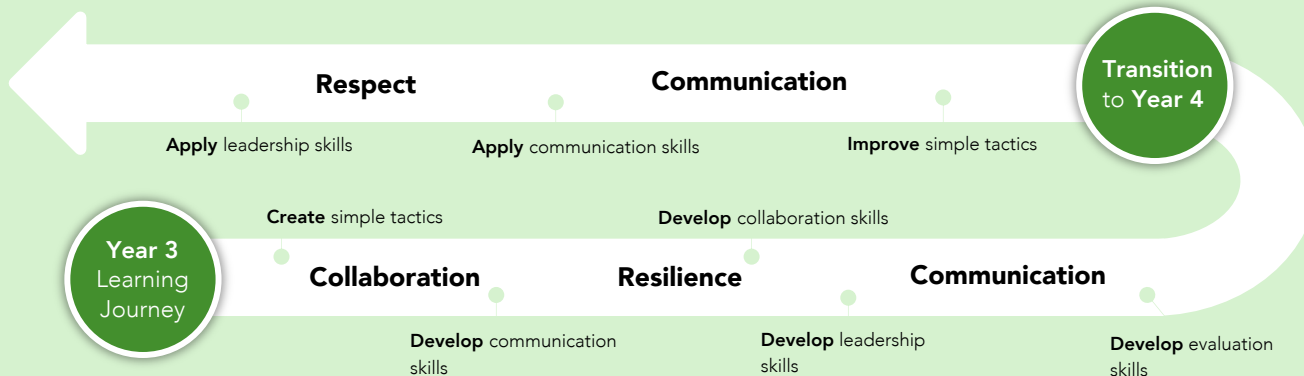 Respect
Communication
Transition
to Year 4
Apply leadership skills
Apply communication skills
Improve simple tactics
Create simple tactics
Develop collaboration skills
Year 3
Learning
Journey
Collaboration
Resilience
Communication
Develop communication
skills
Develop leadership
skills
Develop evaluation
skills